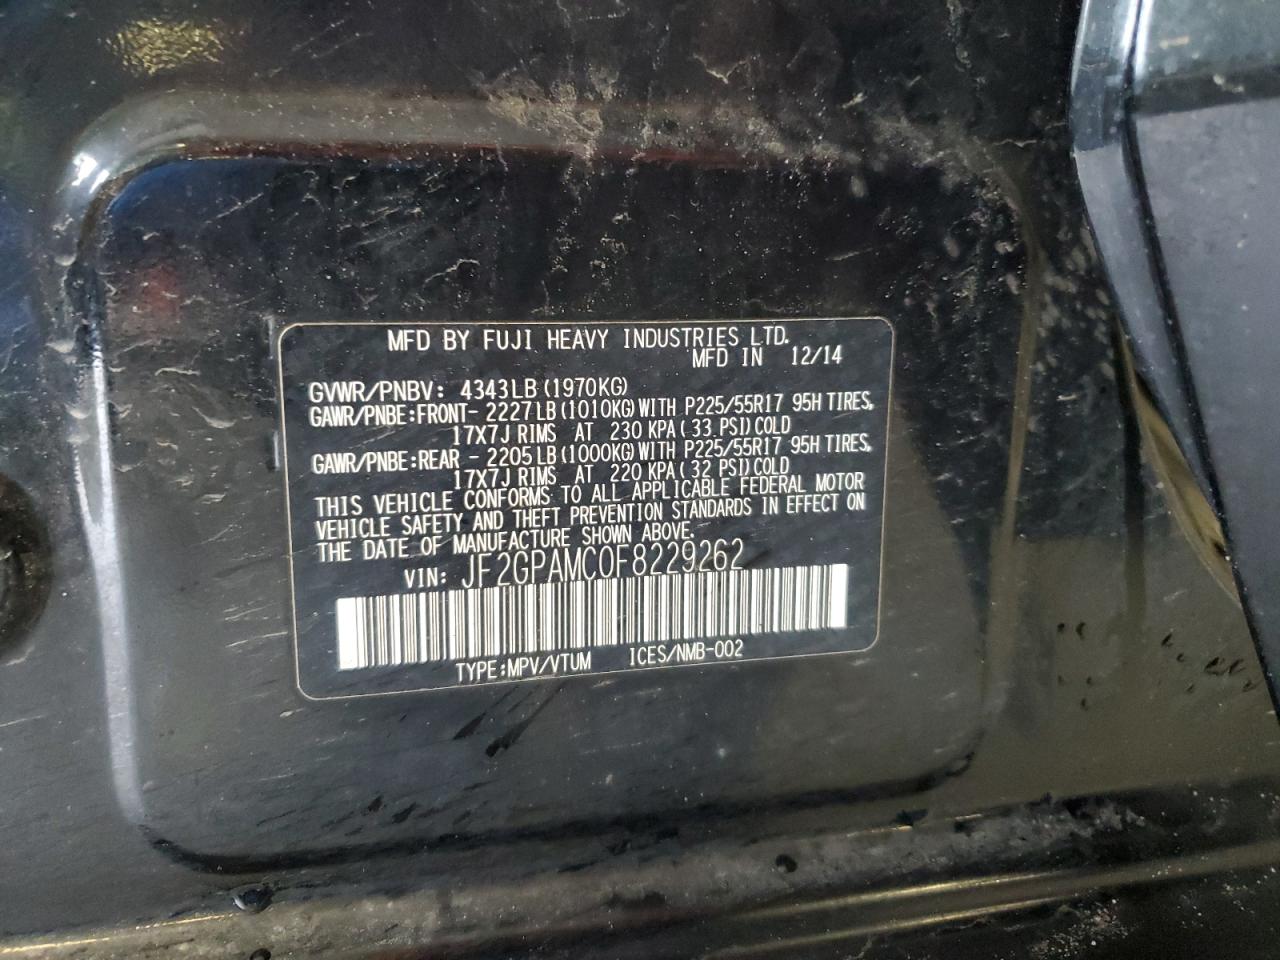 MFD BY FUJI HEAVY INDUSTRIES LTD.
MFD IN 12/14
GVWR/PNBV: 4343LB(1970KG)
GAWR/PNBE:FRONT- 2227LB(1010KG)WITH P225/55R17 95H TIRES,
17X7J RIMS AT 230 KPA(33 PSI)COLD
GAWR/PNBE:REAR - 2205LB(1000KG)WITH P225/55R17 95H TIRES,
17X7J RIMS AT 220 KPA(32 PSI)COLD
THIS VEHICLE CONFORMS TO ALL APPLICABLE FEDERAL MOTOR
VEHICLE SAFETY AND THEFT PREVENTION STANDARDS IN EFFECT ON
THE DATE OF MANUFACTURE SHOWN ABOVE.
VIN: JF2GPAMC0F8229262
TYPE:MPV/VTUM ICES/NMB-002